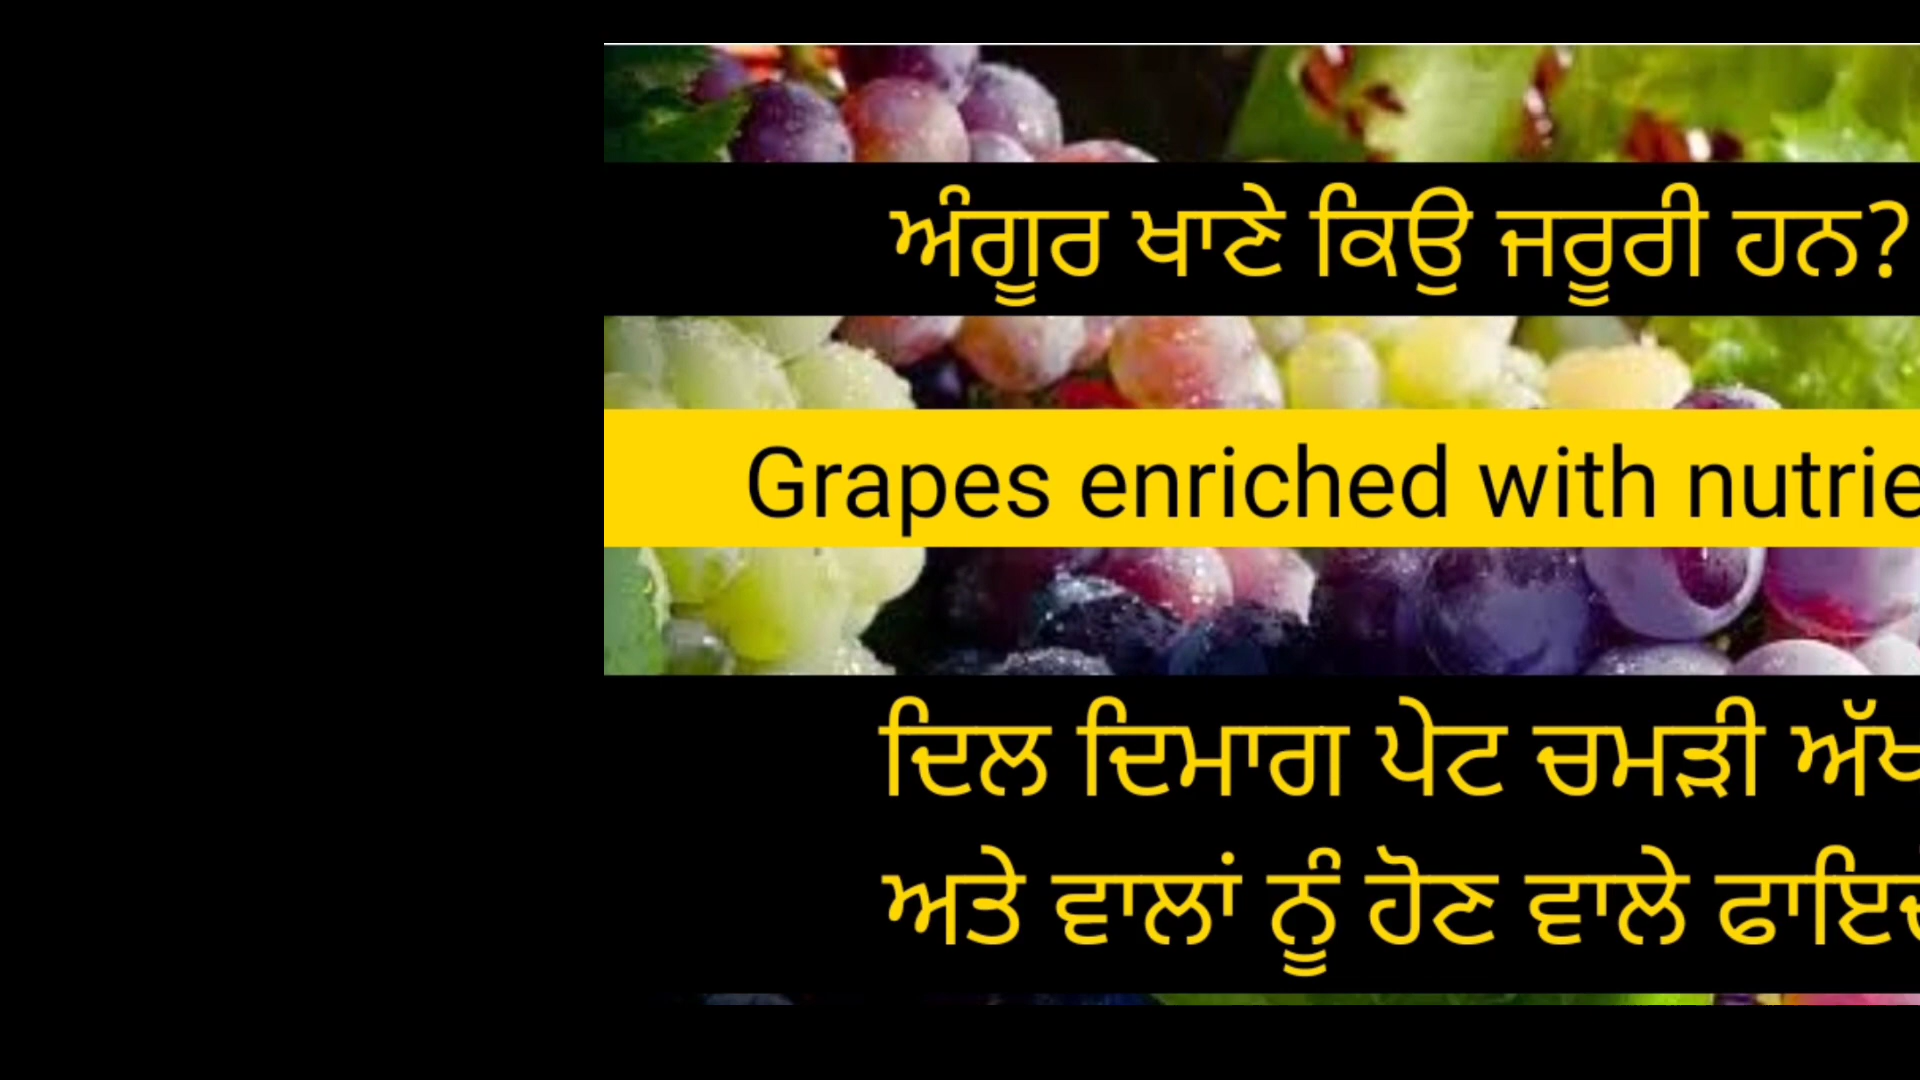 ਅੰਗੂਰ ਖਾਣੇ ਕਿਉ ਜਰੂਰੀ ਹਨ?
Grapes enriched with
ਦਿਲ ਦਿਮਾਗ ਪੇਟ ਚਮੜੀ
ਅਤੇ ਵਾਲਾਂ ਨੂੰ ਹੋਣ ਵਾਲੇ